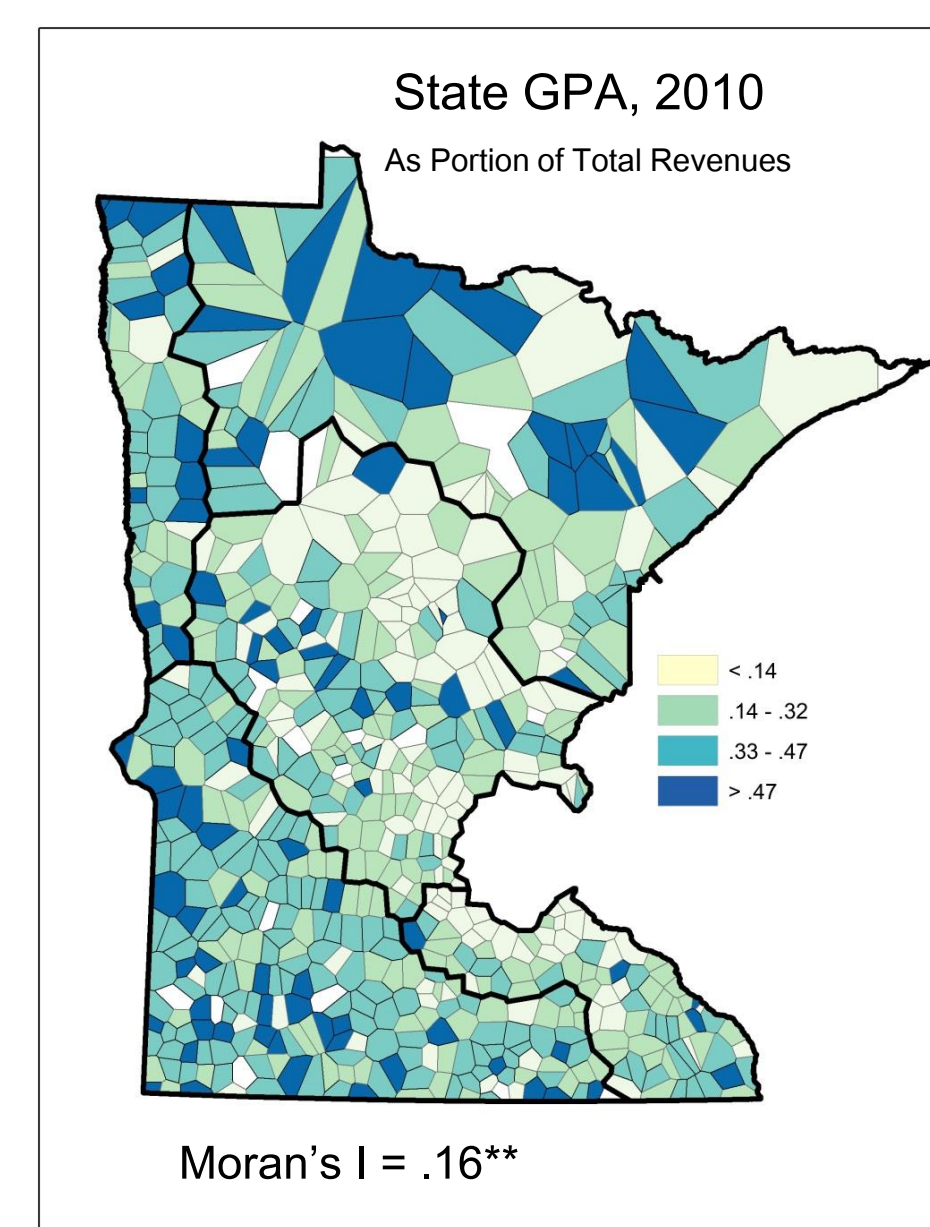 State GPA, 2010
As Portion of Total Revenues
< .14
.14 - .32
.33 - .47
> .47
Moran’s I = .16**